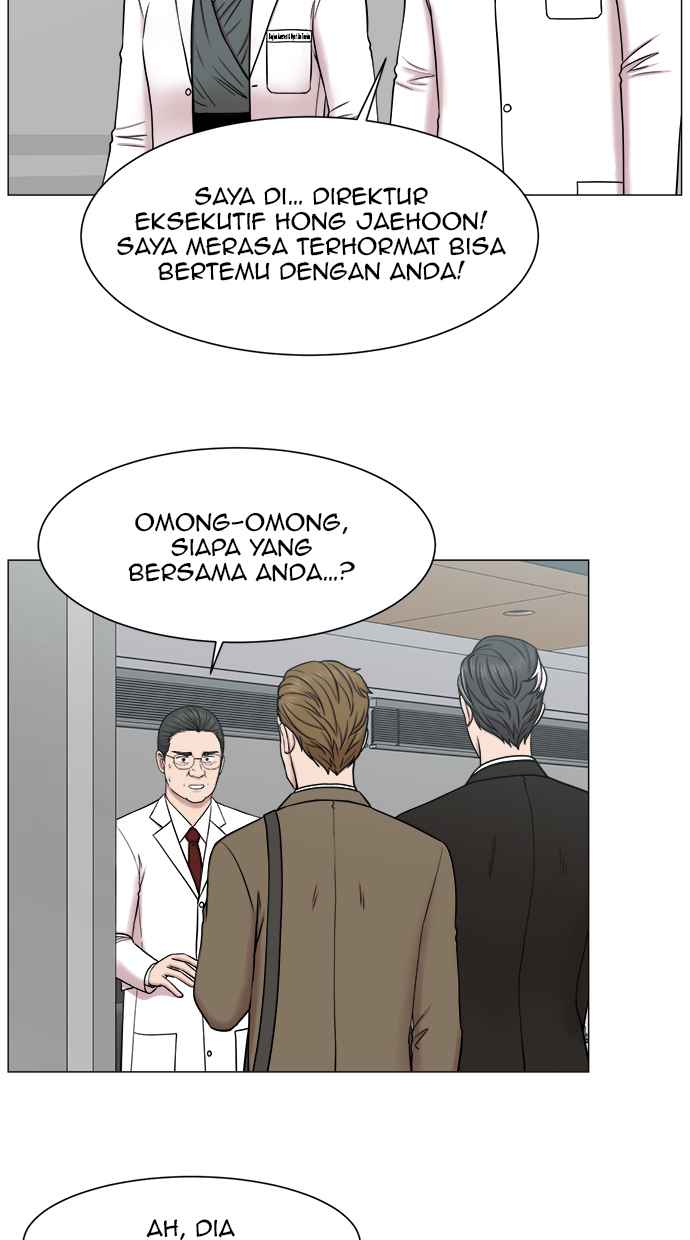 SAYA DI... DIREKTUR
EKSEKUTIF HONG JAEHOON!
SAYA MERASA TERHORMAT BISA
BERTEMU DENGAN ANDA!
OMONG-OMONG,
SIAPA YANG
BERSAMA ANDA...?
AH, DIA